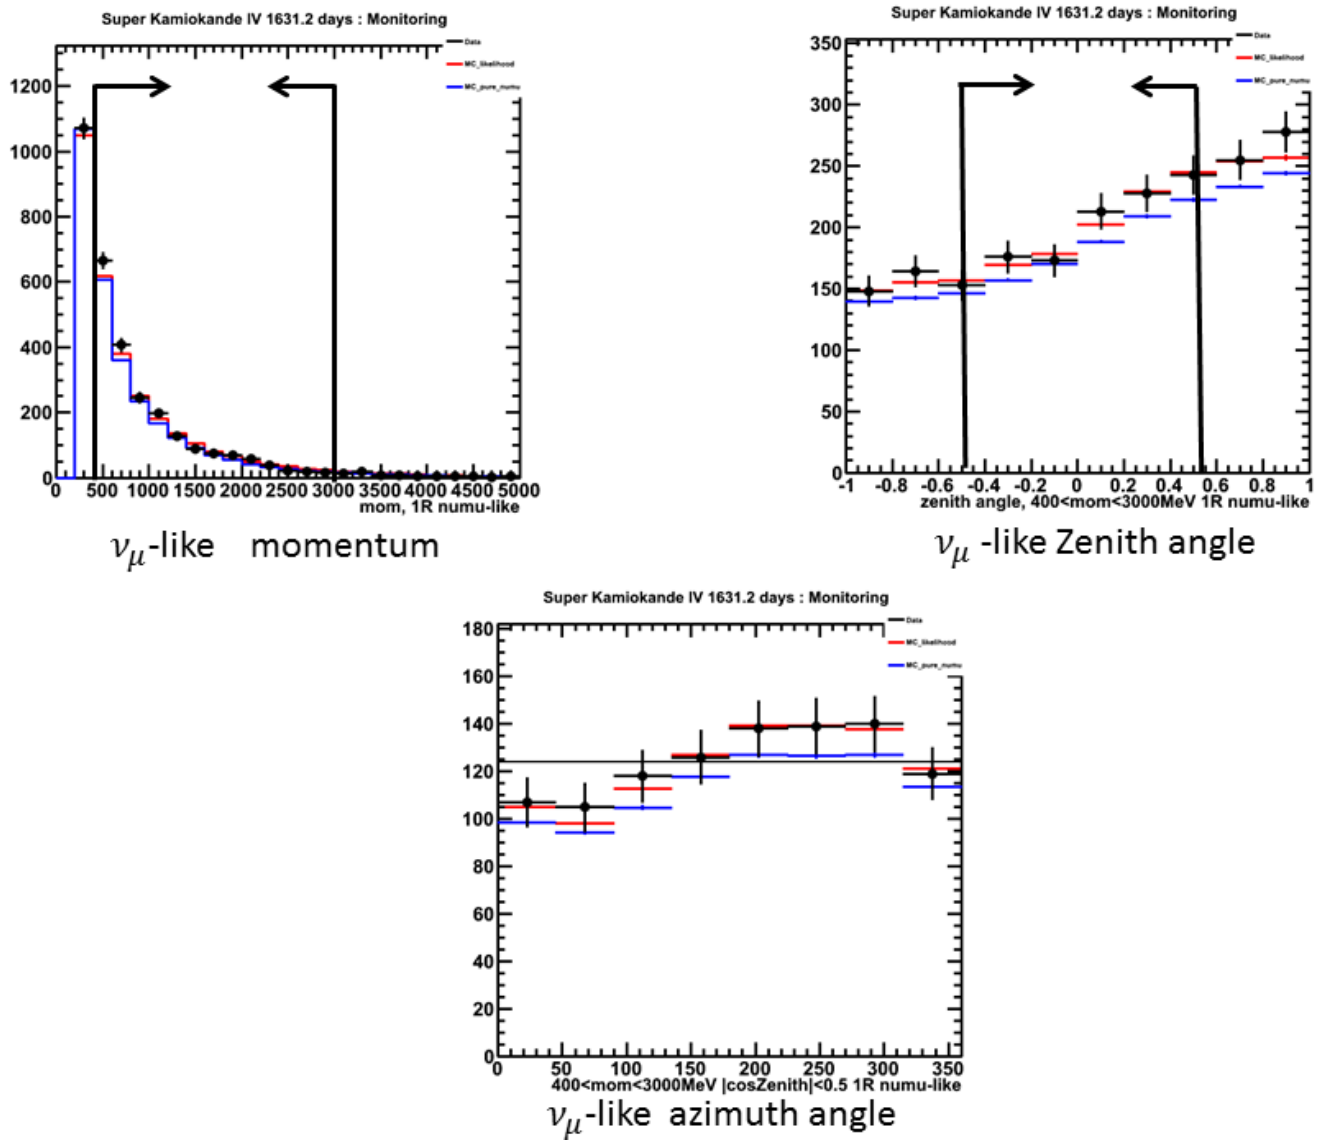 Super Kamiokande IV 1631.2 days : Monitoring
Data
MC_likelihood
MC_pure_numu
1200
1000
800
600
400
200
0
0 500 1000 1500 2000 2500 3000 3500 4000 4500 5000
mom, 1R numu-like
νμ-like momentum
Super Kamiokande IV 1631.2 days : Monitoring
Data
MC_likelihood
MC_pure_numu
350
300
250
200
150
100
50
0
-1 -0.8 -0.6 -0.4 -0.2 0 0.2 0.4 0.6 0.8 1
zenith angle, 400<mom<3000MeV 1R numu-like
νμ -like Zenith angle
Super Kamiokande IV 1631.2 days : Monitoring
Data
MC_likelihood
MC_pure_numu
180
160
140
120
100
80
60
40
20
0
0 50 100 150 200 250 300 350
400<mom<3000MeV |cosZenith|<0.5 1R numu-like
νμ-like azimuth angle